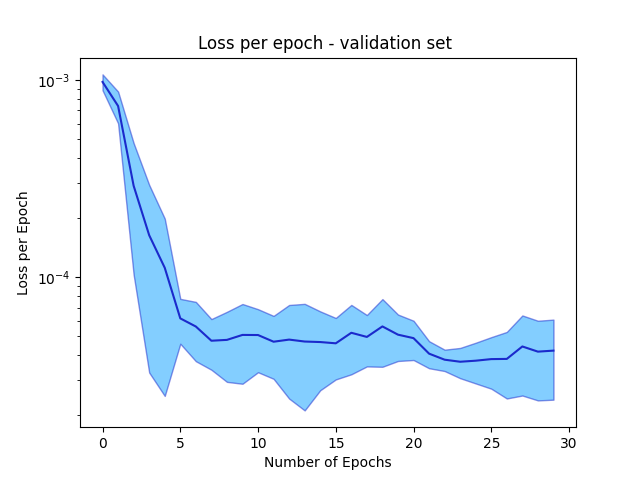 Loss per epoch - validation set
10⁻³
10⁻⁴
Loss per Epoch
0 5 10 15 20 25 30
Number of Epochs